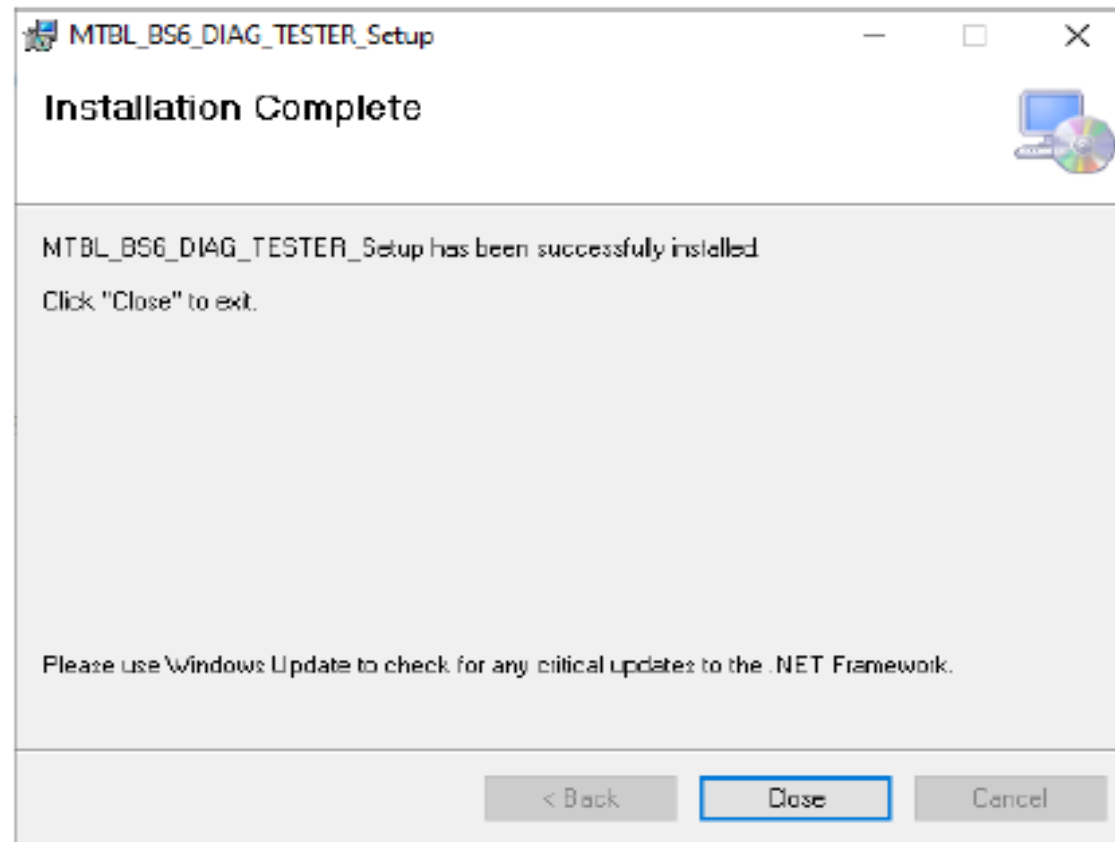 MTBL_BS6_DIAG_TESTER_Setup
Installation Complete
MTBL_BS6_DIAG_TESTER_Setup has been successfully installed.
Click "Close" to exit.
Please use Windows Update to check for any critical updates to the .NET Framework.
< Back
Close
Cancel